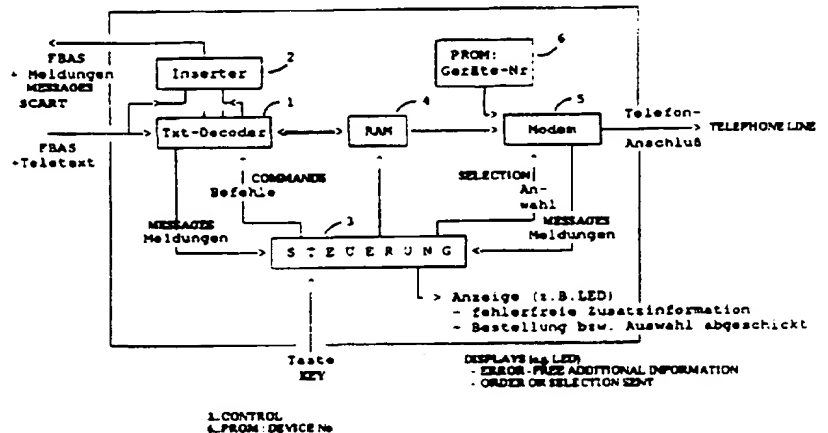 FBAS
+ Meldungen
MESSAGES
SCART
Inserter
2
PROM:
Geräte-Nr
6
FBAS
+Teletext
Txt-Decoder
1
RAM
4
Modem
5
Telefon-
Anschluß
TELEPHONE LINE
COMMANDS
Befehle
SELECTION
An-
wahl
MESSAGES
Meldungen
MESSAGES
Meldungen
3
STEUERUNG
Anzeige (z.B.LED)
- fehlerfreie Zusatzinformation
- Bestellung bzw. Auswahl abgeschickt
Taste
KEY
DISPLAYS (e.g. LED)
- ERROR-FREE ADDITIONAL INFORMATION
- ORDER OR SELECTION SENT
3. CONTROL
6. PROM: DEVICE No